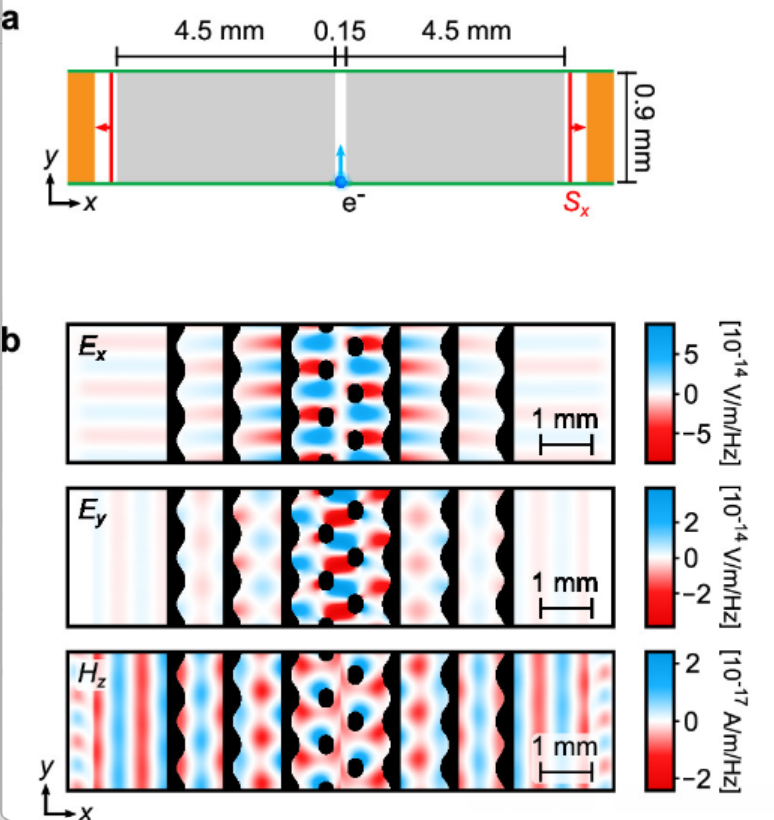 a
4.5 mm 0.15 4.5 mm
0.9 mm
y
x
e-
Sx
b
Ex
1 mm
5
0
−5
[10-14 V/m/Hz]
Ey
1 mm
2
0
−2
[10-14 V/m/Hz]
Hz
1 mm
2
0
−2
[10-17 A/m/Hz]
y
x